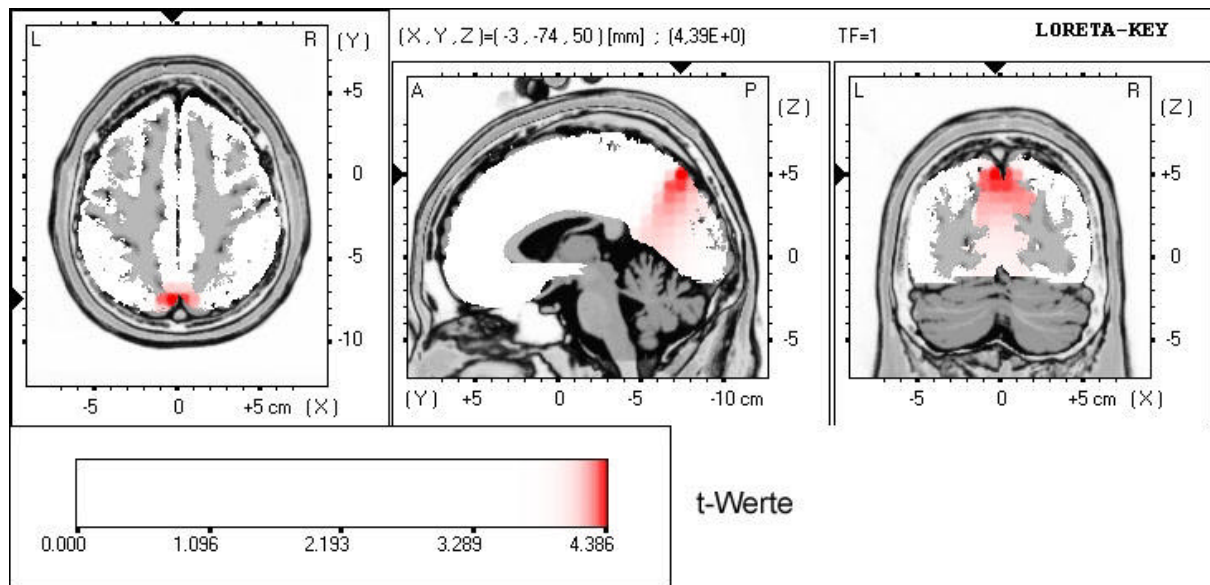 (X,Y,Z)=(-3,-74,50)[mm] ; (4,39E+0) TF=1 LORETA-KEY
L R (Y)
+5
0
-5
-10
-5 0 +5 cm (X)
A P (Z)
+5
0
-5
(Y) +5 0 -5 -10 cm
L R (Z)
+5
0
-5
-5 0 +5 cm (X)
t-Werte
0.000 1.096 2.193 3.289 4.386